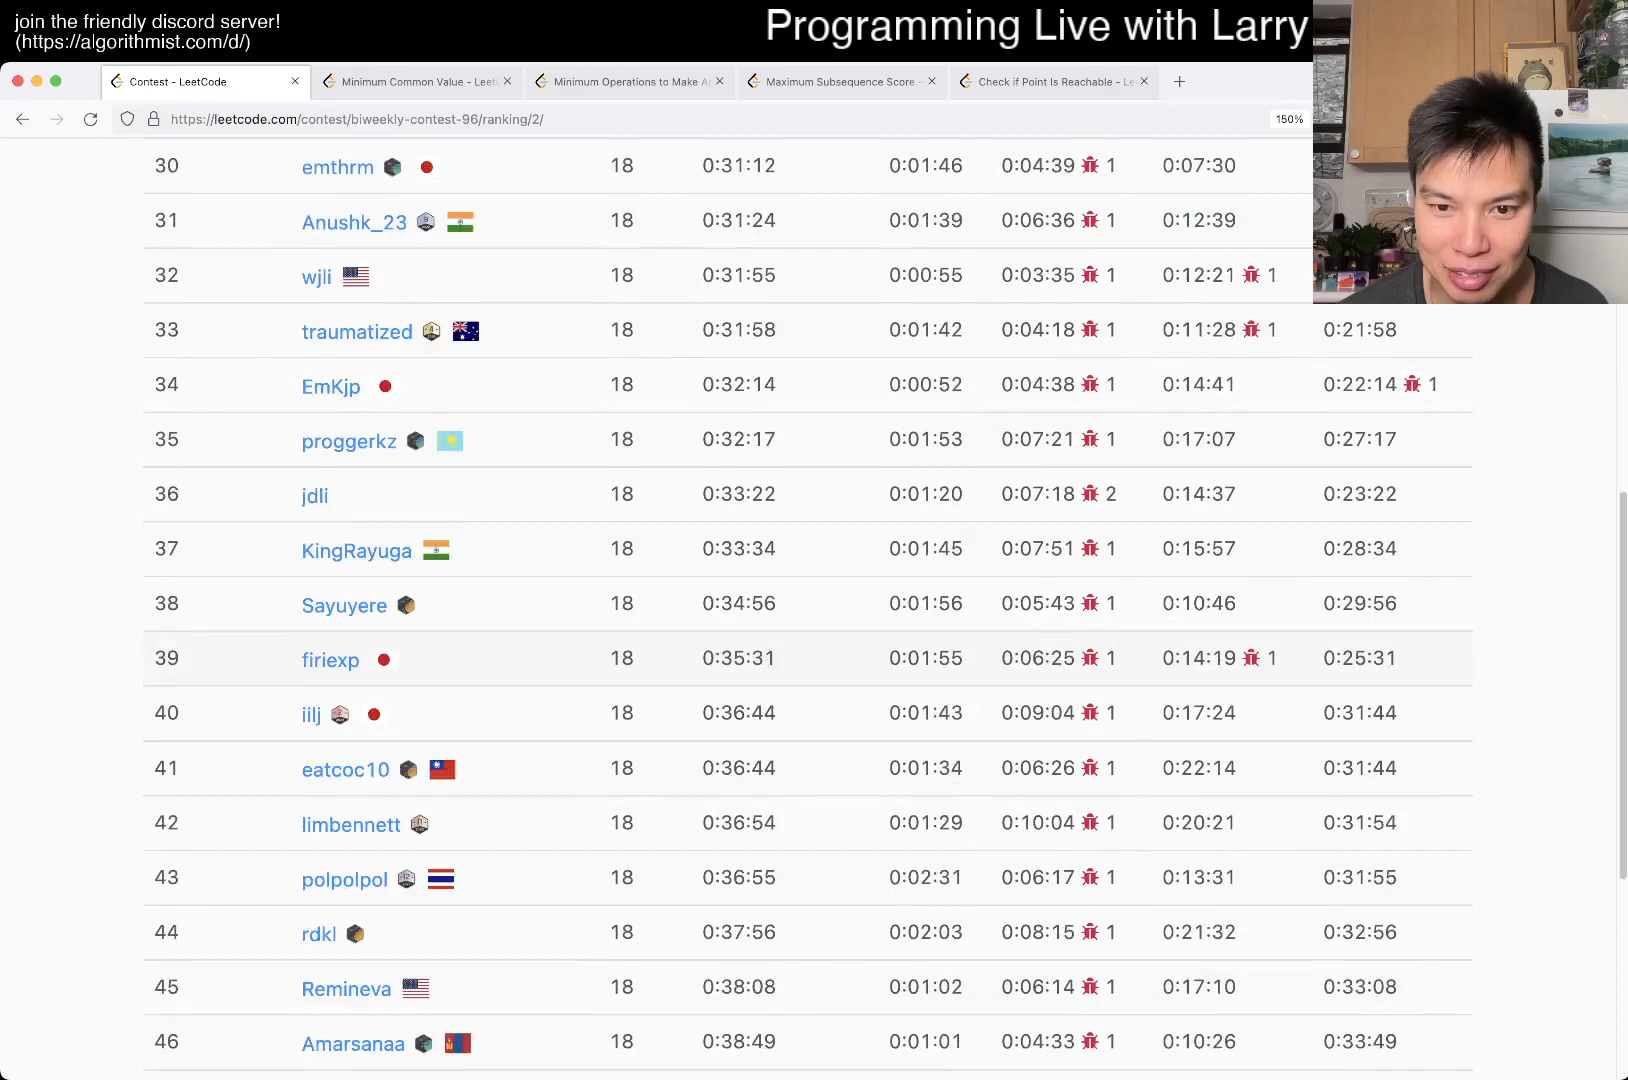 join the friendly discord server!
(https://algorithmist.com/d/)
Programming Live with Larry
Contest - LeetCode
Minimum Common Value - Leet
Minimum Operations to Make Ar
Maximum Subsequence Score -
Check if Point Is Reachable - Le
https://leetcode.com/contest/biweekly-contest-96/ranking/2/
150%
30 emthrm 18 0:31:12 0:01:46 0:04:39 1 0:07:30
31 Anushk_23 18 0:31:24 0:01:39 0:06:36 1 0:12:39
32 wjli 18 0:31:55 0:00:55 0:03:35 1 0:12:21 1
33 traumatized 18 0:31:58 0:01:42 0:04:18 1 0:11:28 1 0:21:58
34 EmKjp 18 0:32:14 0:00:52 0:04:38 1 0:14:41 0:22:14 1
35 proggerkz 18 0:32:17 0:01:53 0:07:21 1 0:17:07 0:27:17
36 jdli 18 0:33:22 0:01:20 0:07:18 2 0:14:37 0:23:22
37 KingRayuga 18 0:33:34 0:01:45 0:07:51 1 0:15:57 0:28:34
38 Sayuyere 18 0:34:56 0:01:56 0:05:43 1 0:10:46 0:29:56
39 firiexp 18 0:35:31 0:01:55 0:06:25 1 0:14:19 1 0:25:31
40 iilj 18 0:36:44 0:01:43 0:09:04 1 0:17:24 0:31:44
41 eatcoc10 18 0:36:44 0:01:34 0:06:26 1 0:22:14 0:31:44
42 limbennett 18 0:36:54 0:01:29 0:10:04 1 0:20:21 0:31:54
43 polpolpol 18 0:36:55 0:02:31 0:06:17 1 0:13:31 0:31:55
44 rdkl 18 0:37:56 0:02:03 0:08:15 1 0:21:32 0:32:56
45 Remineva 18 0:38:08 0:01:02 0:06:14 1 0:17:10 0:33:08
46 Amarsanaa 18 0:38:49 0:01:01 0:04:33 1 0:10:26 0:33:49